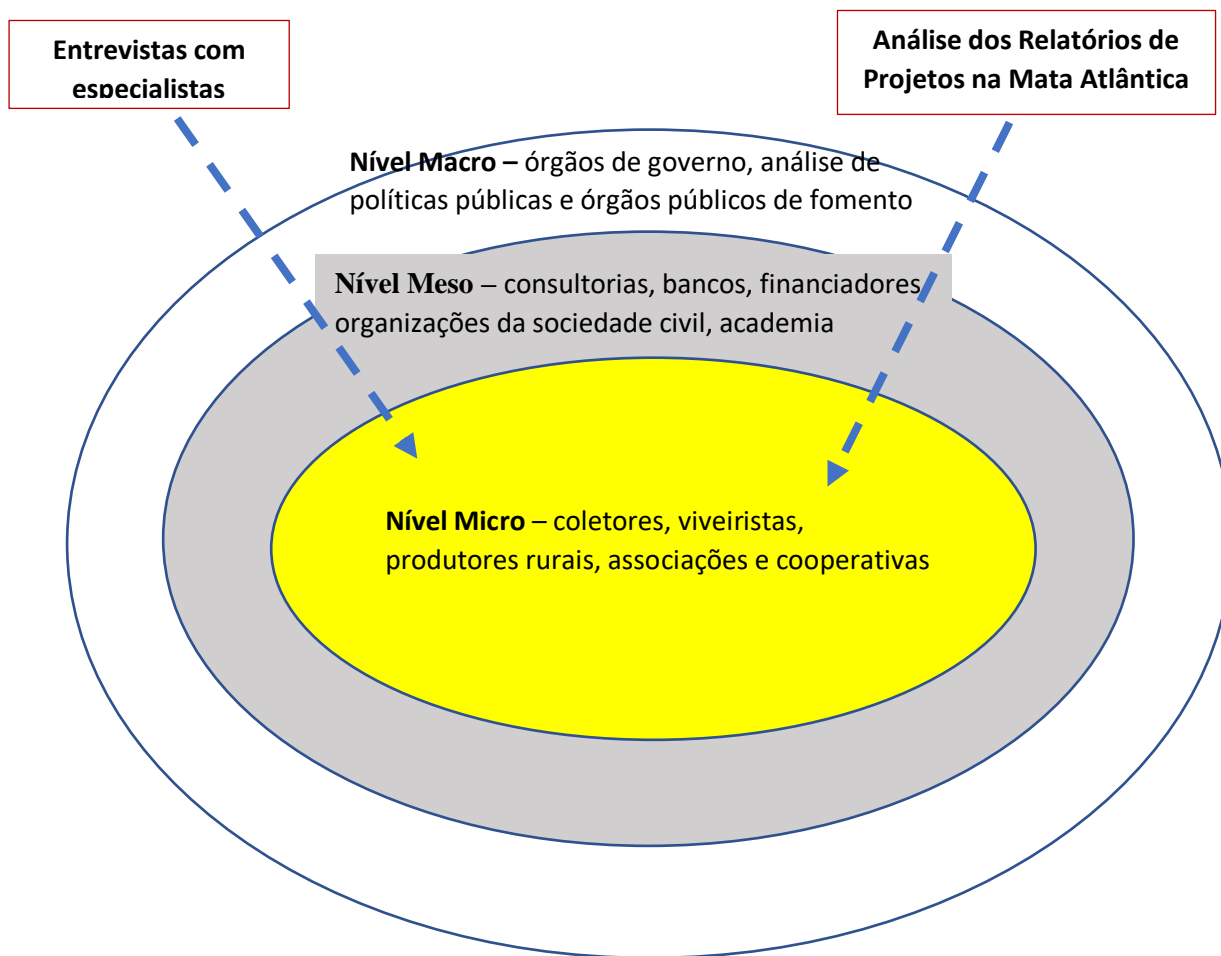 Entrevistas com
especialistas
Análise dos Relatórios de
Projetos na Mata Atlântica
Nível Macro – órgãos de governo, análise de
políticas públicas e órgãos públicos de fomento
Nível Meso – consultorias, bancos, financiadores
organizações da sociedade civil, academia
Nível Micro – coletores, viveiristas,
produtores rurais, associações e cooperativas